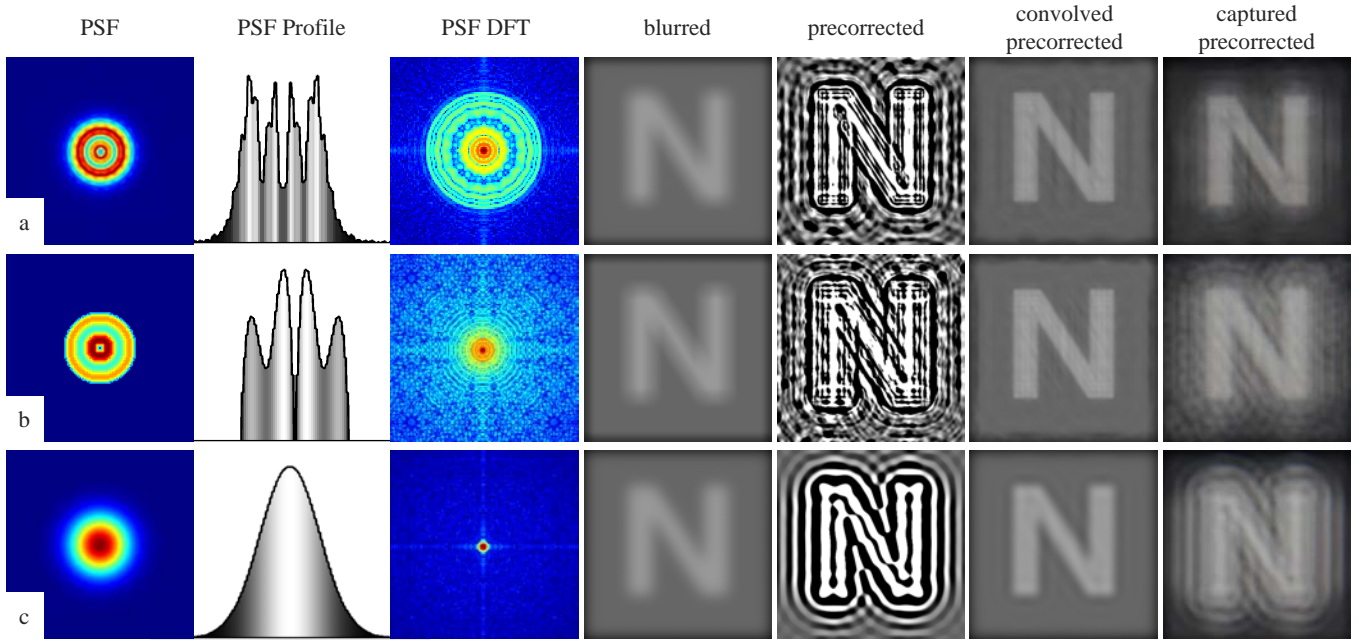 PSF PSF Profile PSF DFT blurred precorrected convolved precorrected captured precorrected
a
N N N N
b
N N N N
c
N N N N